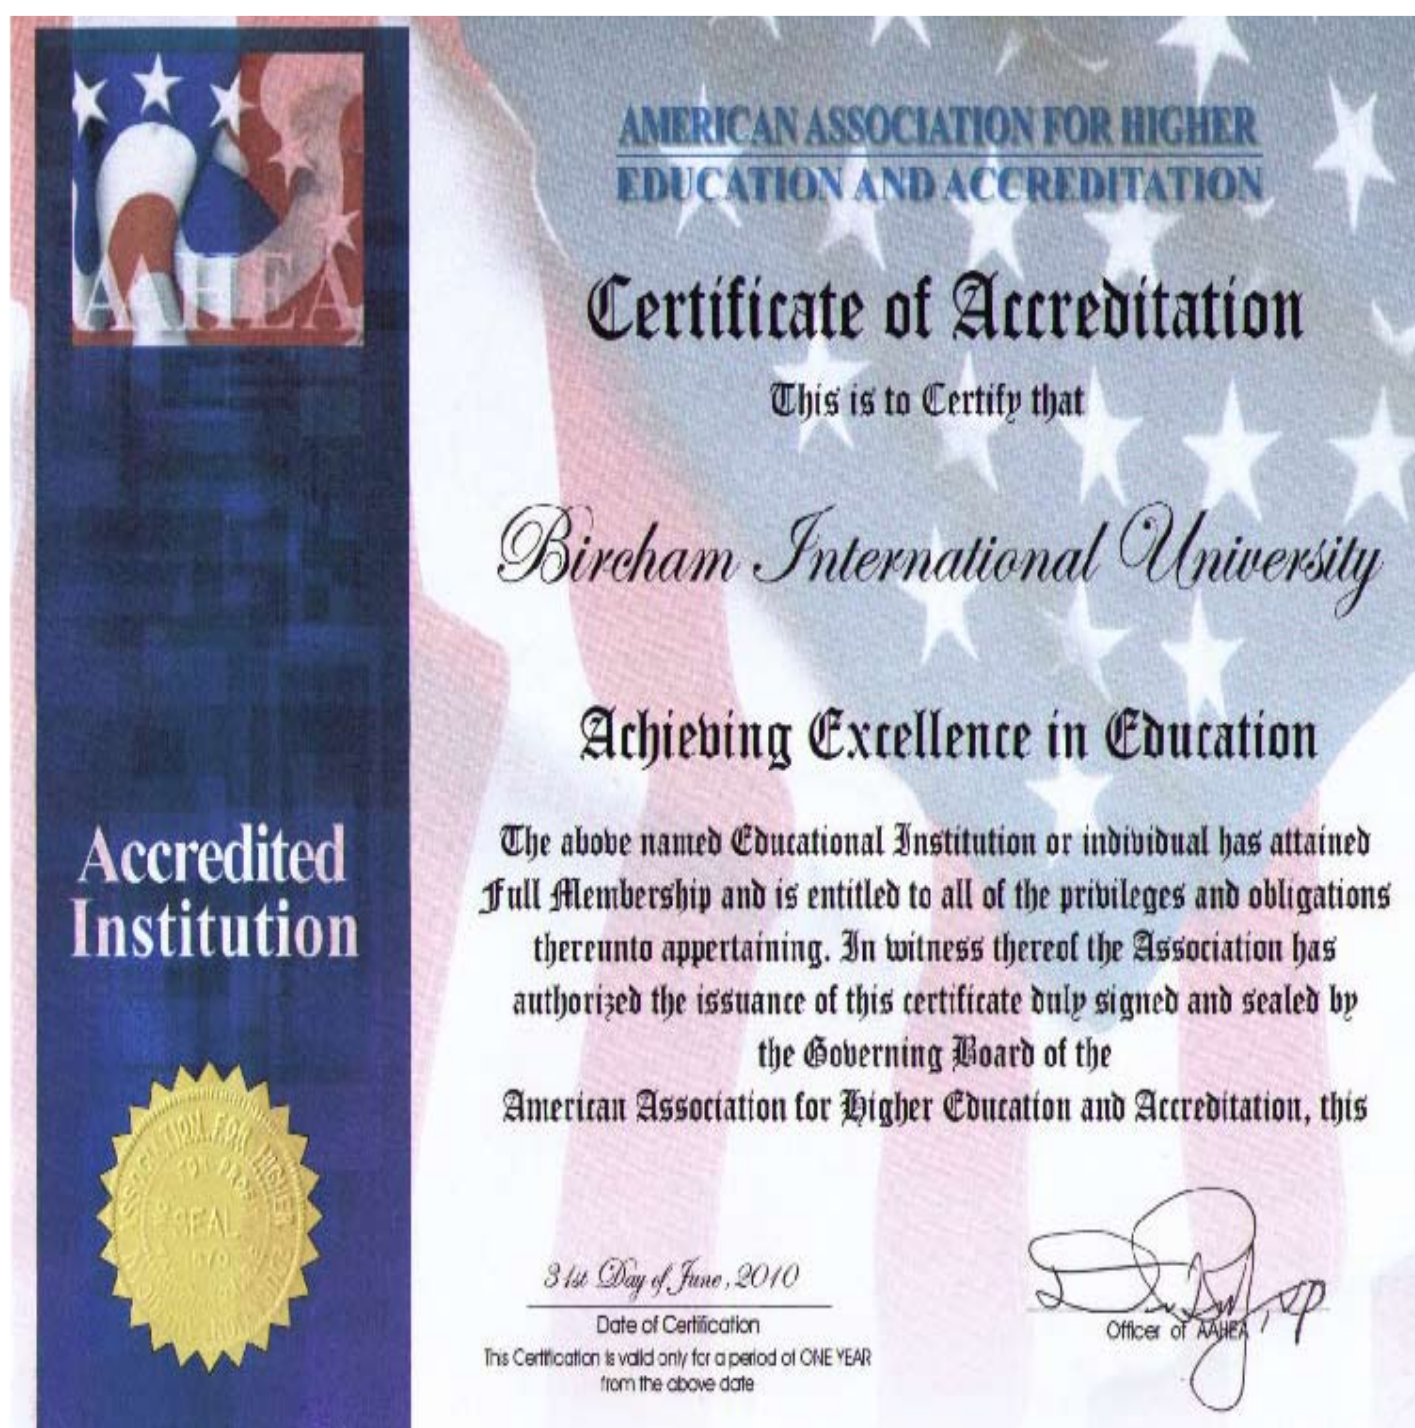 AAHEA
AMERICAN ASSOCIATION FOR HIGHER
EDUCATION AND ACCREDITATION
Certificate of Accreditation
This is to Certify that
Bircham International University
Achieving Excellence in Education
The above named Educational Institution or individual has attained
Full Membership and is entitled to all of the privileges and obligations
thereunto appertaining. In witness thereof the Association has
authorized the issuance of this certificate duly signed and sealed by
the Governing Board of the
American Association for Higher Education and Accreditation, this
31st Day of June, 2010
Date of Certification
This Certification is valid only for a period of ONE YEAR
from the above date
Officer of AAHEA
Accredited
Institution
ASSOCIATION FOR HIGHER
SEAL